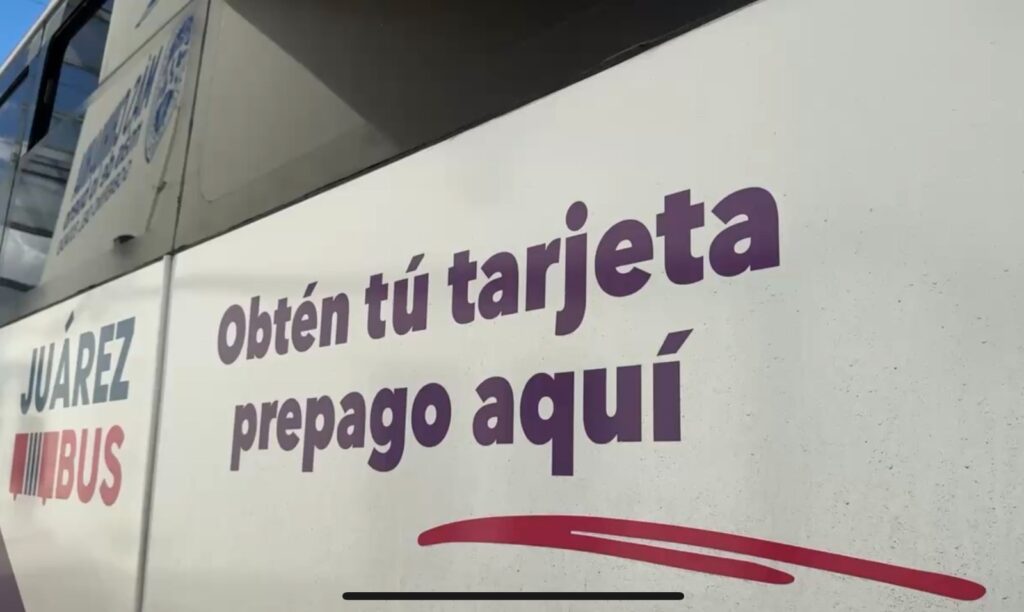 JUÁREZ
BUS
Obtén tú tarjeta
prepago aquí